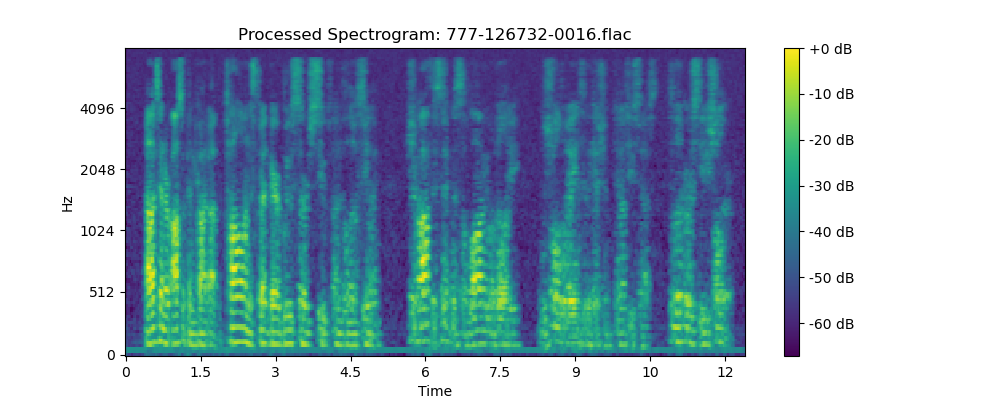 Processed Spectrogram: 777-126732-0016.flac
Hz
4096
2048
1024
512
0
0 1.5 3 4.5 6 7.5 9 10 12
Time
+0 dB
-10 dB
-20 dB
-30 dB
-40 dB
-50 dB
-60 dB